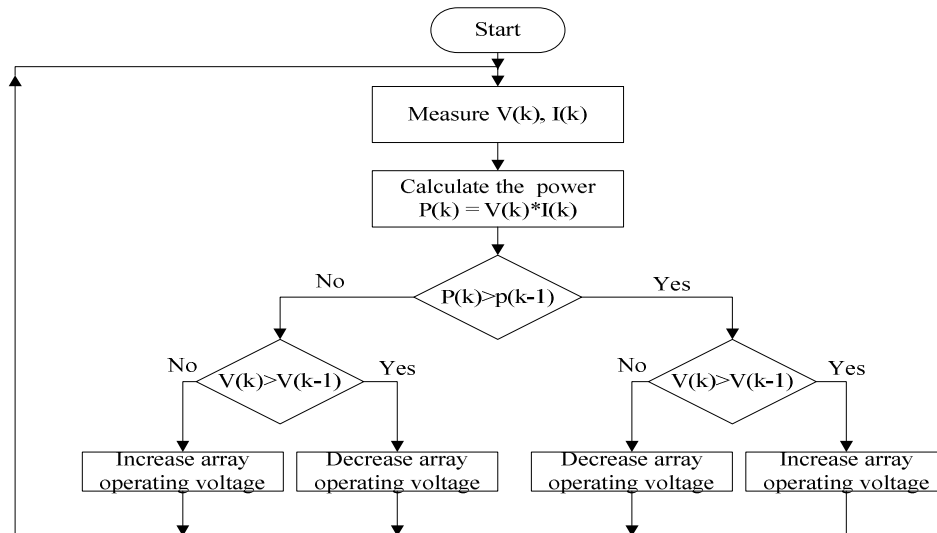 Start
Measure V(k), I(k)
Calculate the power
P(k) = V(k)*I(k)
No
P(k)>p(k-1)
Yes
No
V(k)>V(k-1)
Yes
No
V(k)>V(k-1)
Yes
Increase array
operating voltage
Decrease array
operating voltage
Decrease array
operating voltage
Increase array
operating voltage